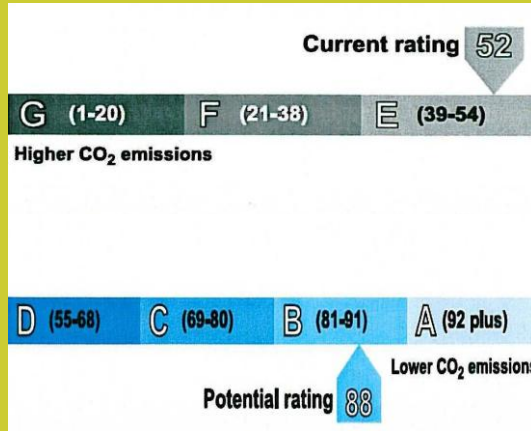 Current rating 52
G (1-20) F (21-38) E (39-54)
Higher CO₂ emissions
D (55-68) C (69-80) B (81-91) A (92 plus)
Lower CO₂ emissions
Potential rating 88